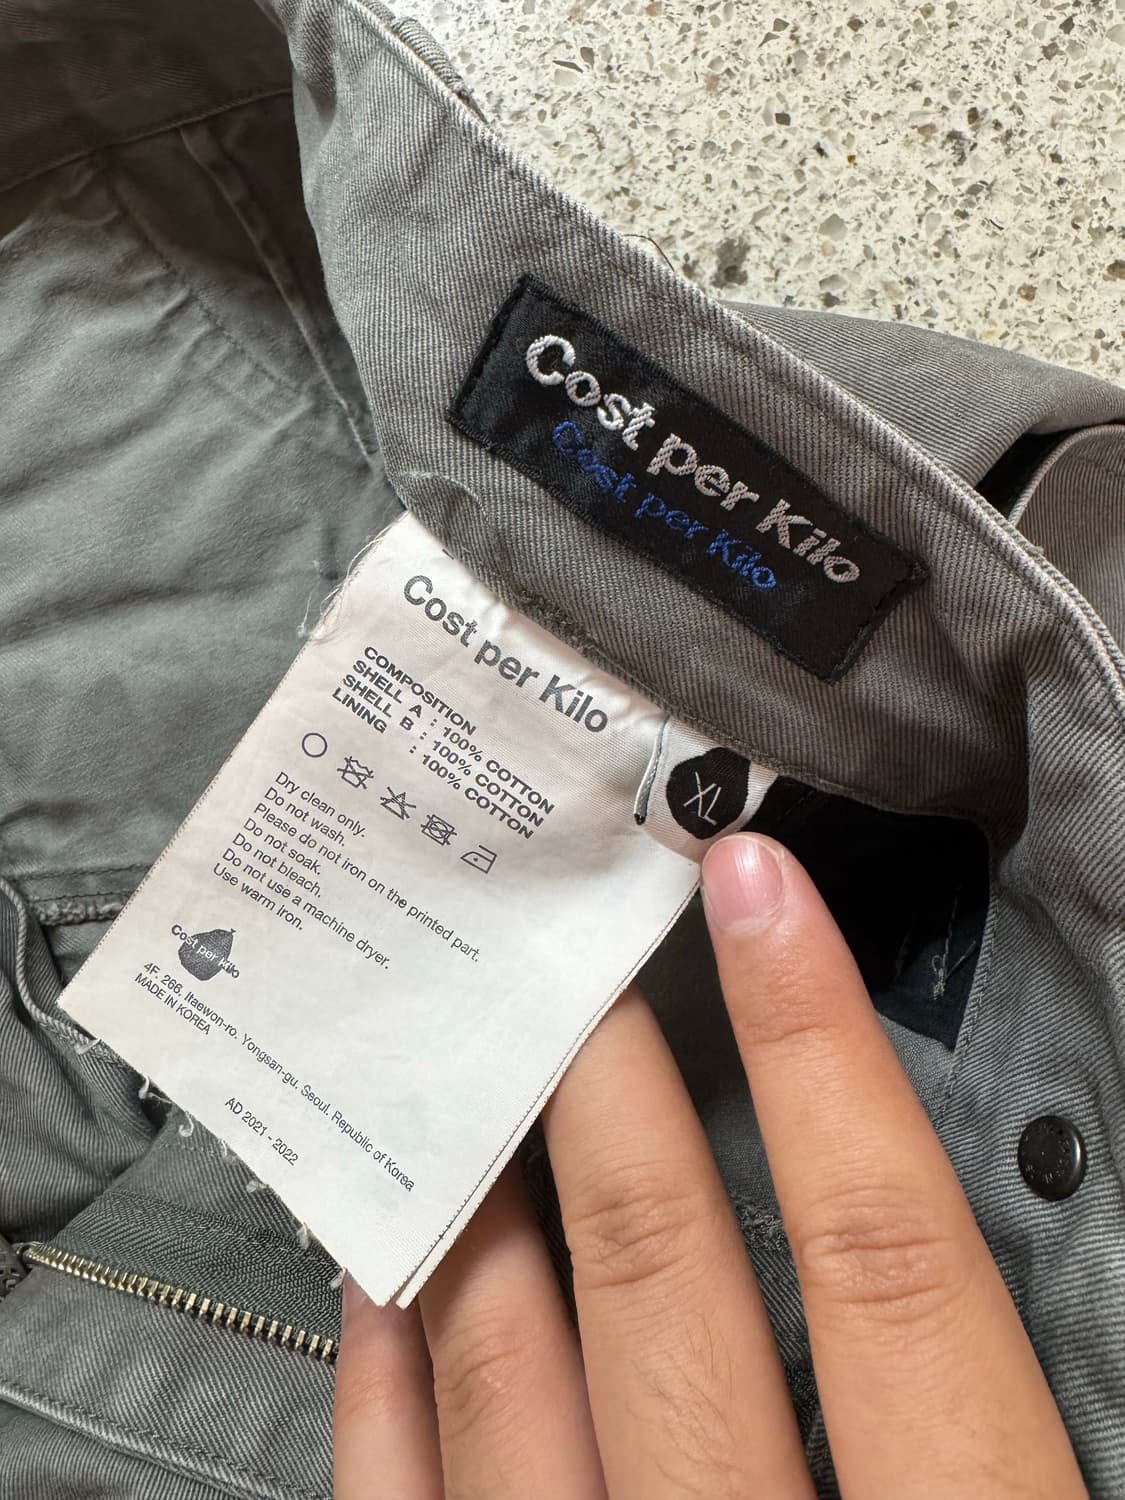 Cost per Kilo
Cost per Kilo
Cost per Kilo
COMPOSITION
SHELL A : 100% COTTON
SHELL B : 100% COTTON
LINING : 100% COTTON
XL
Dry clean only.
Do not wash.
Please do not iron on the printed part.
Do not soak.
Do not bleach.
Do not use a machine dryer.
Use warm iron.
Cost per Kilo
4F, 266, Itaewon-ro, Yongsan-gu, Seoul, Republic of Korea
MADE IN KOREA
AD 2021 - 2022